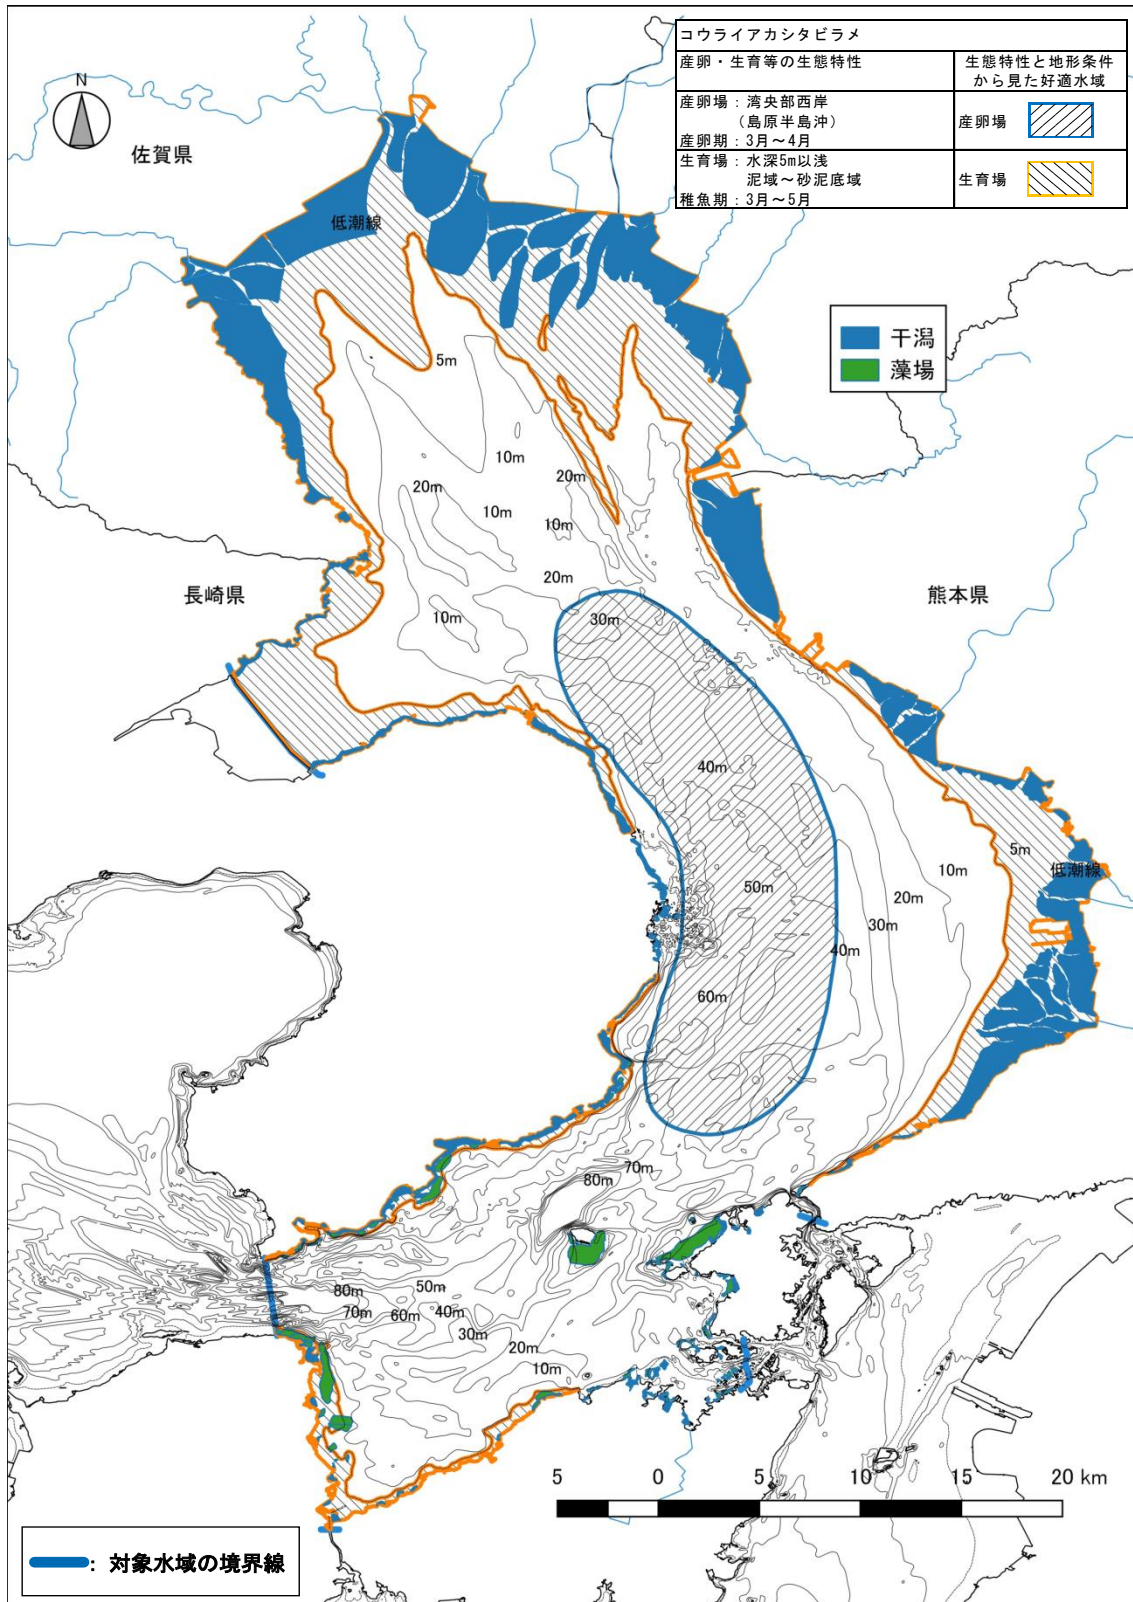 コウライアカシタビラメ
産卵・生育等の生態特性
生態特性と地形条件
から見た好適水域
産卵場：湾央部西岸
（島原半島沖）
産卵期：3月～4月
産卵場
生育場：水深5m以浅
泥域～砂泥底域
稚魚期：3月～5月
生育場
N
佐賀県
低潮線
干潟
藻場
5m
10m
20m
20m
10m
10m
20m
長崎県
熊本県
10m
30m
40m
5m
10m
低潮線
50m
20m
30m
40m
60m
70m
80m
80m
50m
70m
60m
40m
30m
20m
10m
5
0
5
10
15
20 km
：対象水域の境界線